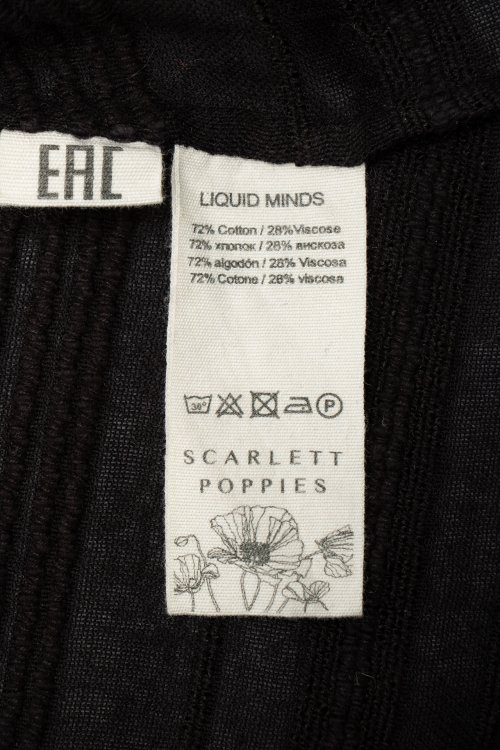 EAC
LIQUID MINDS
72% Cotton / 28%Viscose
72% хлопок / 28% вискоза
72% algodón / 28% Viscosa
72% Cotone / 28% viscosa
30°
P
SCARLETT
POPPIES